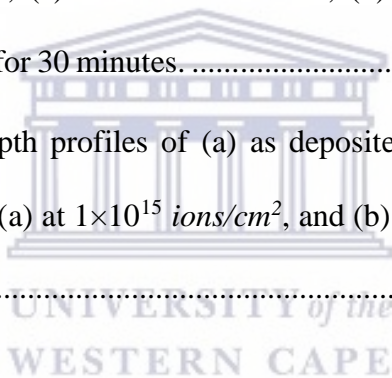 for 30 minutes. ......................
pth profiles of (a) as deposite
(a) at 1×10¹⁵ ions/cm², and (b)
.......................................................
UNIVERSITY of the
WESTERN CAPE